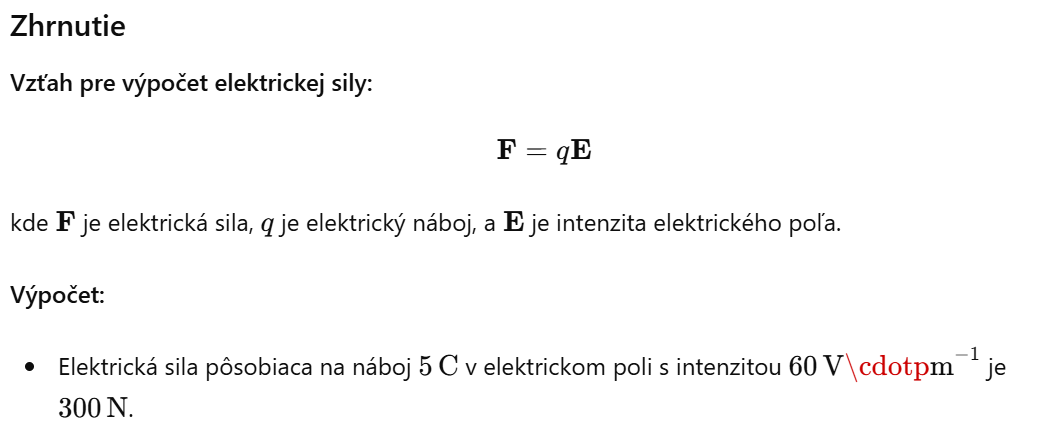 Zhrnutie
Vzťah pre výpočet elektrickej sily:
F = qE
kde F je elektrická sila, q je elektrický náboj, a E je intenzita elektrického poľa.
Výpočet:
• Elektrická sila pôsobiaca na náboj 5 C v elektrickom poli s intenzitou 60 V\cdotpm⁻¹ je
300 N.